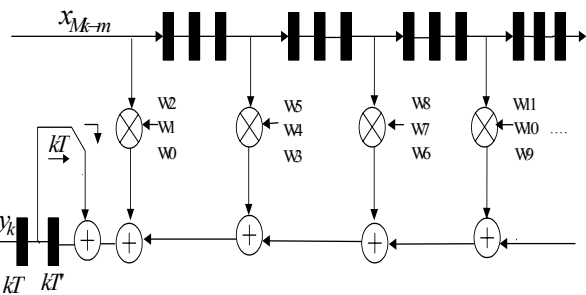 x_{Mk-m}
W2 W5 W8 W11
W1 W4 W7 W10 ....
W0 W3 W6 W9
kT
y_k
kT kT'